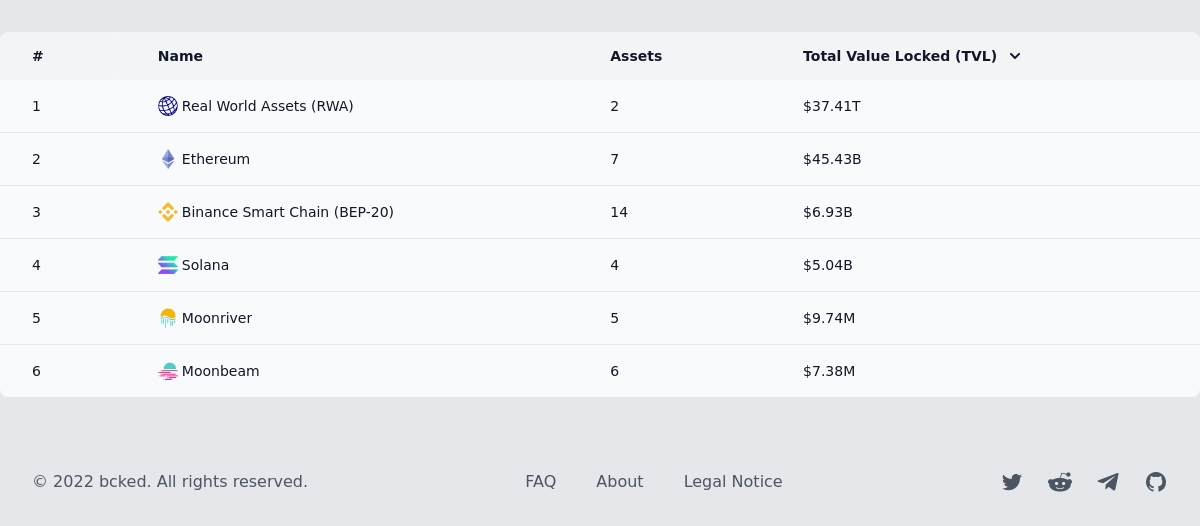 # Name Assets Total Value Locked (TVL)
1 Real World Assets (RWA) 2 $37.41T
2 Ethereum 7 $45.43B
3 Binance Smart Chain (BEP-20) 14 $6.93B
4 Solana 4 $5.04B
5 Moonriver 5 $9.74M
6 Moonbeam 6 $7.38M
© 2022 bcked. All rights reserved. FAQ About Legal Notice